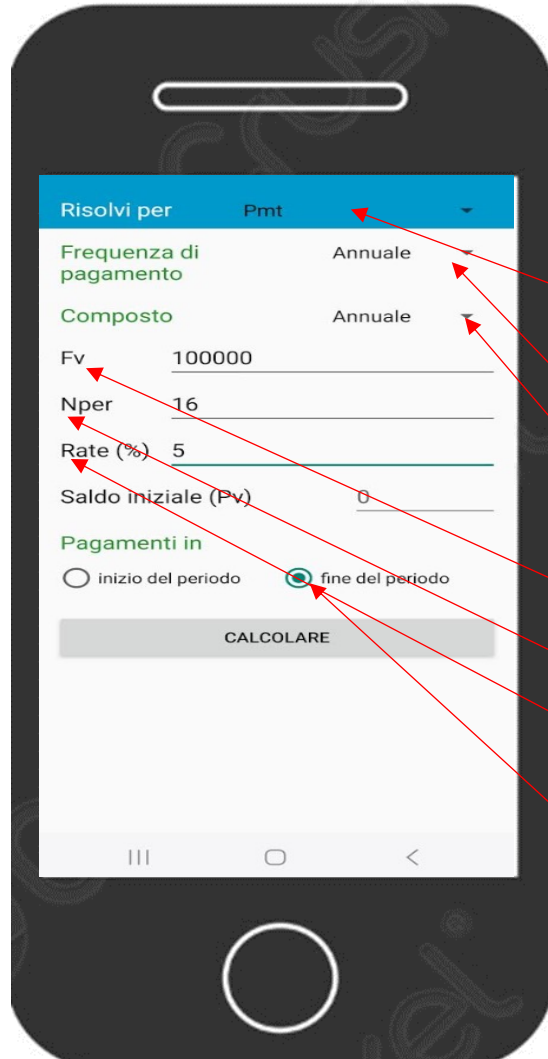 Risolvi per Pmt
Frequenza di Annuale
pagamento
Composto Annuale
Fv 100000
Nper 16
Rate (%) 5
Saldo iniziale (Pv) 0
Pagamenti in
inizio del periodo fine del periodo
CALCOLARE